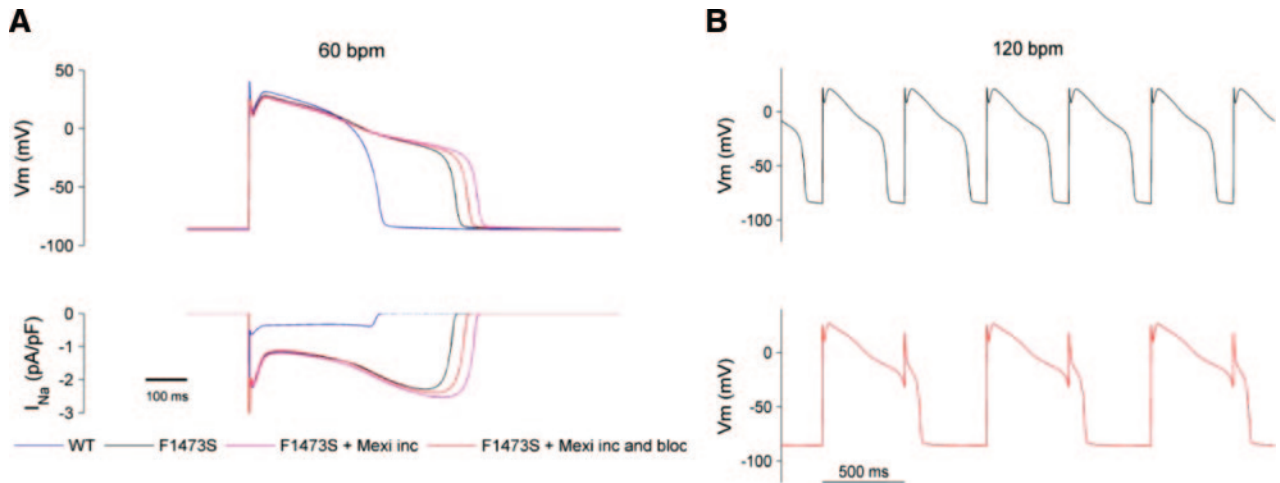 A
60 bpm
50
0
-50
-100
Vm (mV)
0
-1
-2
-3
I Na (pA/pF)
100 ms
WT
F1473S
F1473S + Mexi inc
F1473S + Mexi inc and bloc
B
120 bpm
0
-50
-100
Vm (mV)
0
-50
-100
Vm (mV)
500 ms